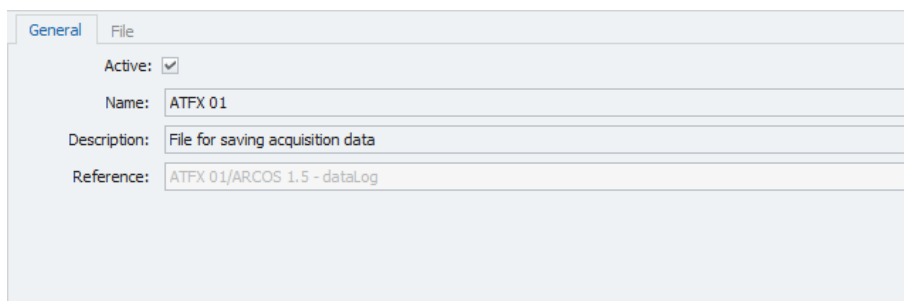 General File
Active:
Name: ATFX 01
Description: File for saving acquisition data
Reference: ATFX 01/ARCOS 1.5 - dataLog